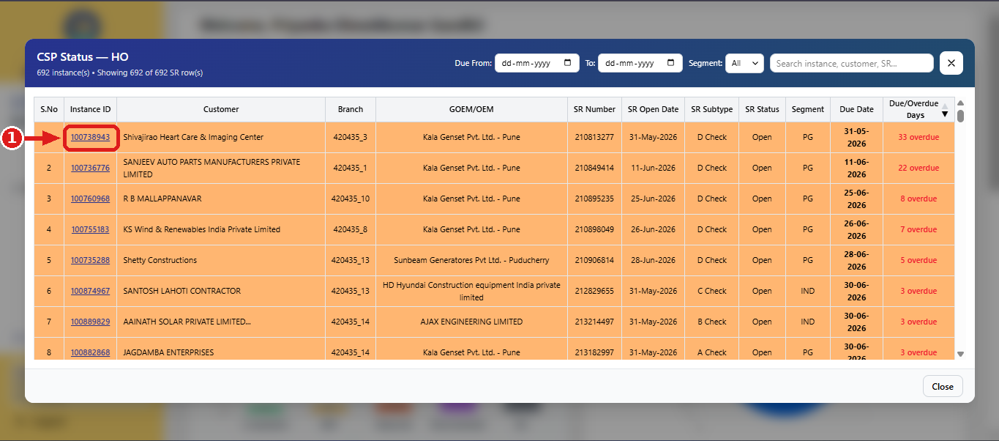 CSP Status — HO
692 instance(s) • Showing 692 of 692 SR row(s)
Due From: dd-mm-yyyy To: dd-mm-yyyy Segment: All Search instance, customer, SR...
S.No Instance ID Customer Branch GOEM/OEM SR Number SR Open Date SR Subtype SR Status Segment Due Date Due/Overdue Days
1 100738943 Shivajirao Heart Care & Imaging Center 420435_3 Kala Genset Pvt. Ltd. - Pune 210813277 31-May-2026 D Check Open PG 31-05-2026 33 overdue
2 100736776 SANJEEV AUTO PARTS MANUFACTURERS PRIVATE LIMITED 420435_1 Kala Genset Pvt. Ltd. - Pune 210849414 11-Jun-2026 D Check Open PG 11-06-2026 22 overdue
3 100760968 R B MALLAPPANAVAR 420435_10 Kala Genset Pvt. Ltd. - Pune 210895235 25-Jun-2026 D Check Open PG 25-06-2026 8 overdue
4 100755183 KS Wind & Renewables India Private Limited 420435_8 Kala Genset Pvt. Ltd. - Pune 210898049 26-Jun-2026 D Check Open PG 26-06-2026 7 overdue
5 100735288 Shetty Constructions 420435_13 Sunbeam Generatores Pvt Ltd. - Puducherry 210906814 28-Jun-2026 D Check Open PG 28-06-2026 5 overdue
6 100874967 SANTOSH LAHOTI CONTRACTOR 420435_13 HD Hyundai Construction equipment India private limited 212829655 31-May-2026 C Check Open IND 30-06-2026 3 overdue
7 100889829 AAINATH SOLAR PRIVATE LIMITED... 420435_14 AJAX ENGINEERING LIMITED 213214497 31-May-2026 B Check Open IND 30-06-2026 3 overdue
8 100882868 JAGDAMBA ENTERPRISES 420435_14 Kala Genset Pvt. Ltd. - Pune 213182997 31-May-2026 A Check Open PG 30-06-2026 3 overdue
Close